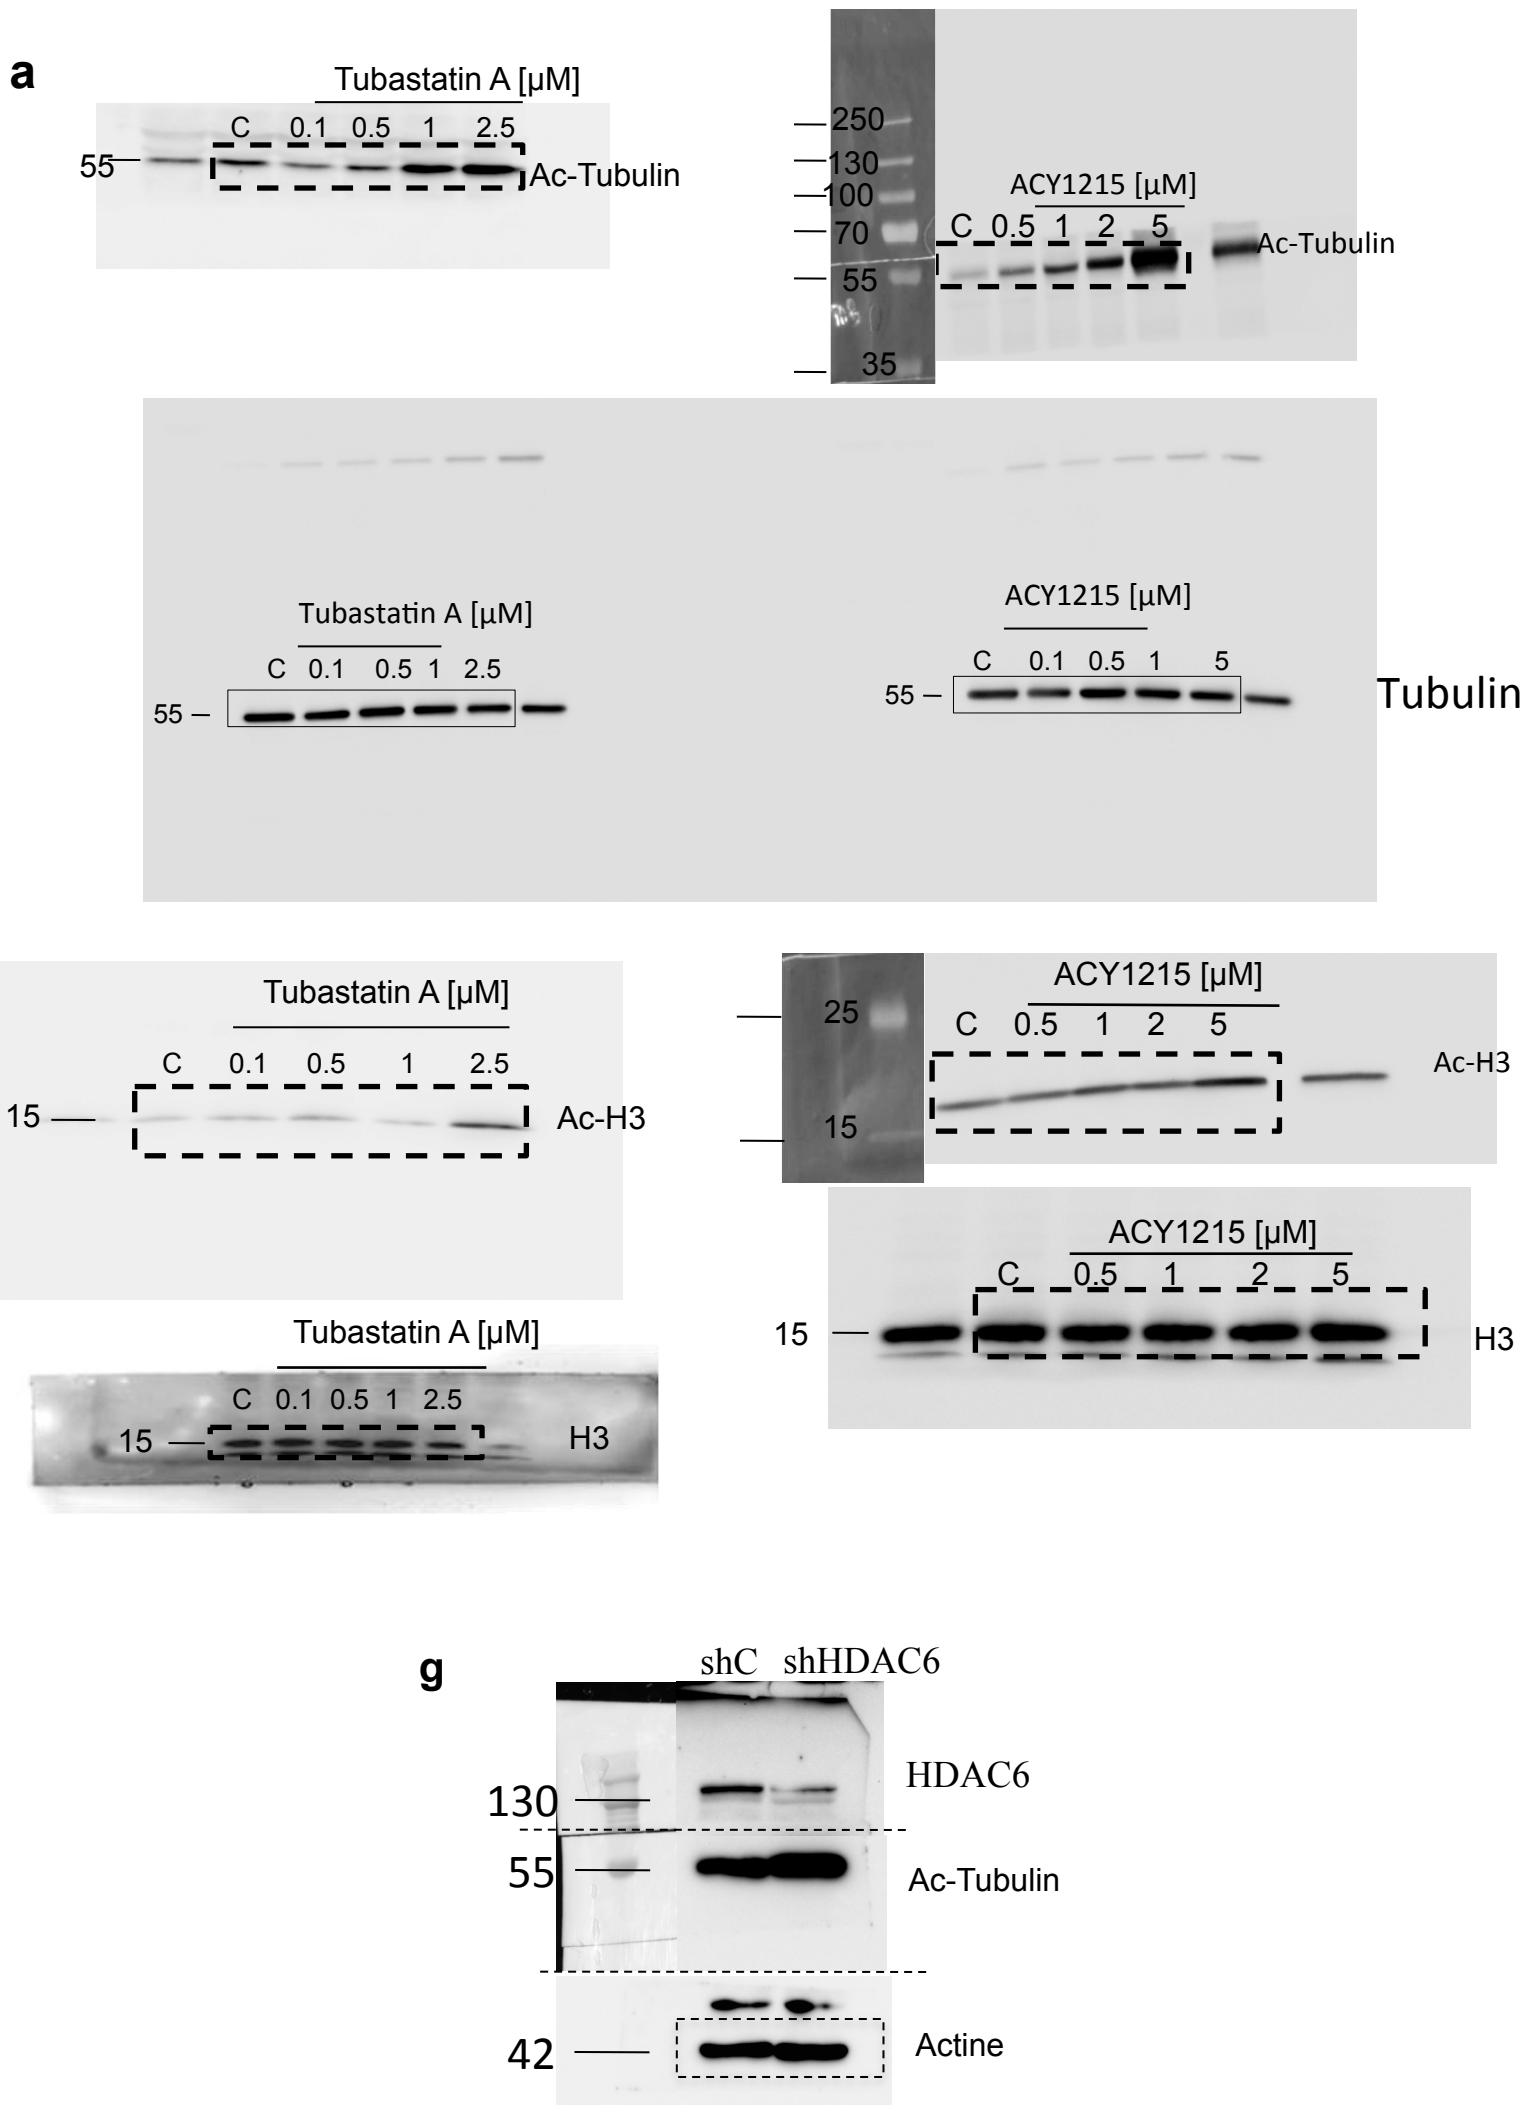 a
Tubastatin A [µM]
C 0.1 0.5 1 2.5
55
Ac-Tubulin
250
130
100
70
55
35
ACY1215 [µM]
C 0.5 1 2 5
Ac-Tubulin
Tubastatin A [µM]
C 0.1 0.5 1 2.5
55
ACY1215 [µM]
C 0.1 0.5 1 5
55
Tubulin
Tubastatin A [µM]
C 0.1 0.5 1 2.5
15
Ac-H3
25
15
ACY1215 [µM]
C 0.5 1 2 5
Ac-H3
ACY1215 [µM]
C 0.5 1 2 5
15
H3
Tubastatin A [µM]
C 0.1 0.5 1 2.5
15
H3
g
shC shHDAC6
130
HDAC6
55
Ac-Tubulin
42
Actine